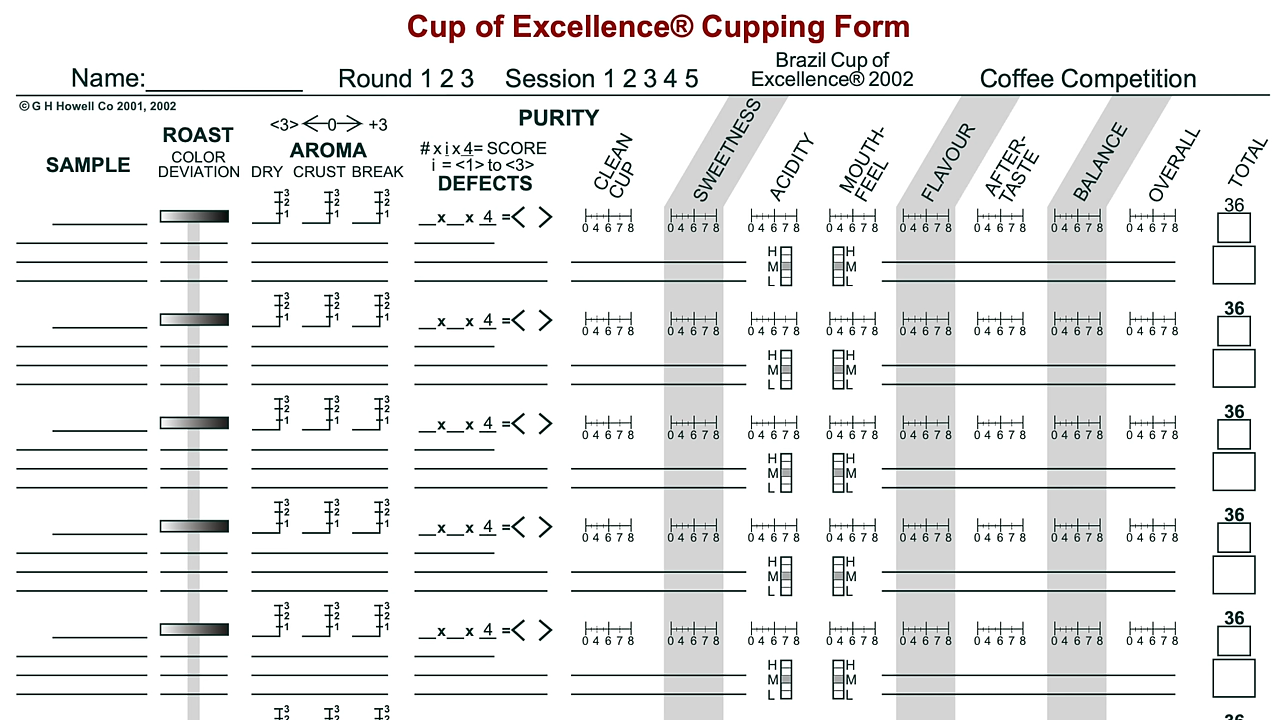 Cup of Excellence® Cupping Form
Name:__________ Round 1 2 3 Session 1 2 3 4 5 Brazil Cup of Excellence® 2002 Coffee Competition
© G H Howell Co 2001, 2002
SAMPLE
ROAST
COLOR
DEVIATION
<3> ←0→ +3
AROMA
DRY CRUST BREAK
PURITY
# x i x 4 = SCORE
i = <1> to <3>
DEFECTS
CLEAN CUP
SWEETNESS
ACIDITY
MOUTH-FEEL
FLAVOUR
AFTER-TASTE
BALANCE
OVERALL
TOTAL
3 3 3 36
2 2 2
1 1 1 _x_x 4 =< > 0 4 6 7 8 0 4 6 7 8 0 4 6 7 8 0 4 6 7 8 0 4 6 7 8 0 4 6 7 8 0 4 6 7 8 0 4 6 7 8
H H
M M
L L
3 3 3 36
2 2 2
1 1 1 _x_x 4 =< > 0 4 6 7 8 0 4 6 7 8 0 4 6 7 8 0 4 6 7 8 0 4 6 7 8 0 4 6 7 8 0 4 6 7 8 0 4 6 7 8
H H
M M
L L
3 3 3 36
2 2 2
1 1 1 _x_x 4 =< > 0 4 6 7 8 0 4 6 7 8 0 4 6 7 8 0 4 6 7 8 0 4 6 7 8 0 4 6 7 8 0 4 6 7 8 0 4 6 7 8
H H
M M
L L
3 3 3 36
2 2 2
1 1 1 _x_x 4 =< > 0 4 6 7 8 0 4 6 7 8 0 4 6 7 8 0 4 6 7 8 0 4 6 7 8 0 4 6 7 8 0 4 6 7 8 0 4 6 7 8
H H
M M
L L
3 3 3 36
2 2 2
1 1 1 _x_x 4 =< > 0 4 6 7 8 0 4 6 7 8 0 4 6 7 8 0 4 6 7 8 0 4 6 7 8 0 4 6 7 8 0 4 6 7 8 0 4 6 7 8
H H
M M
L L
3 3 3 36
2 2 2